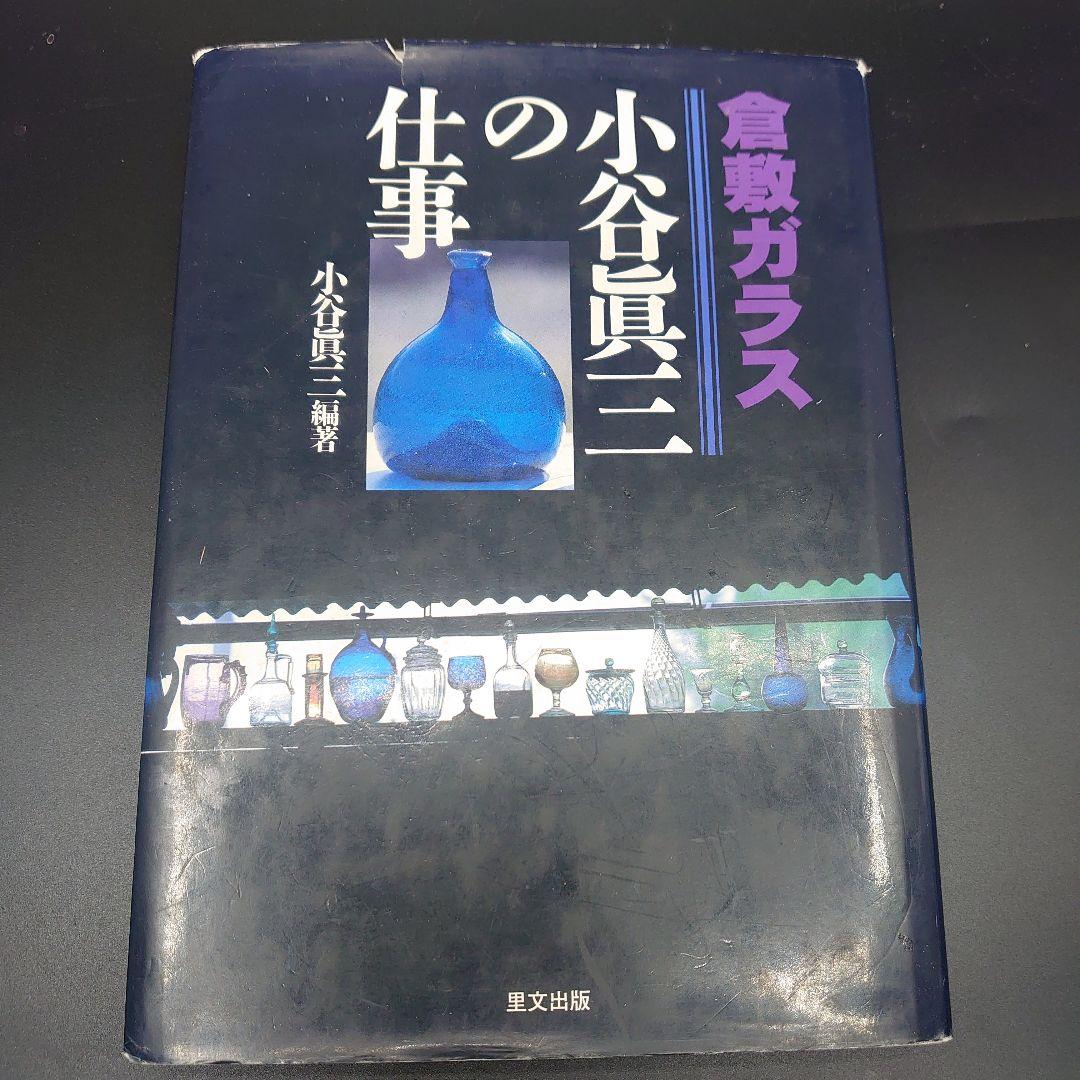 倉敷ガラス
小谷眞三
の
仕事
小谷眞三 編著
里文出版